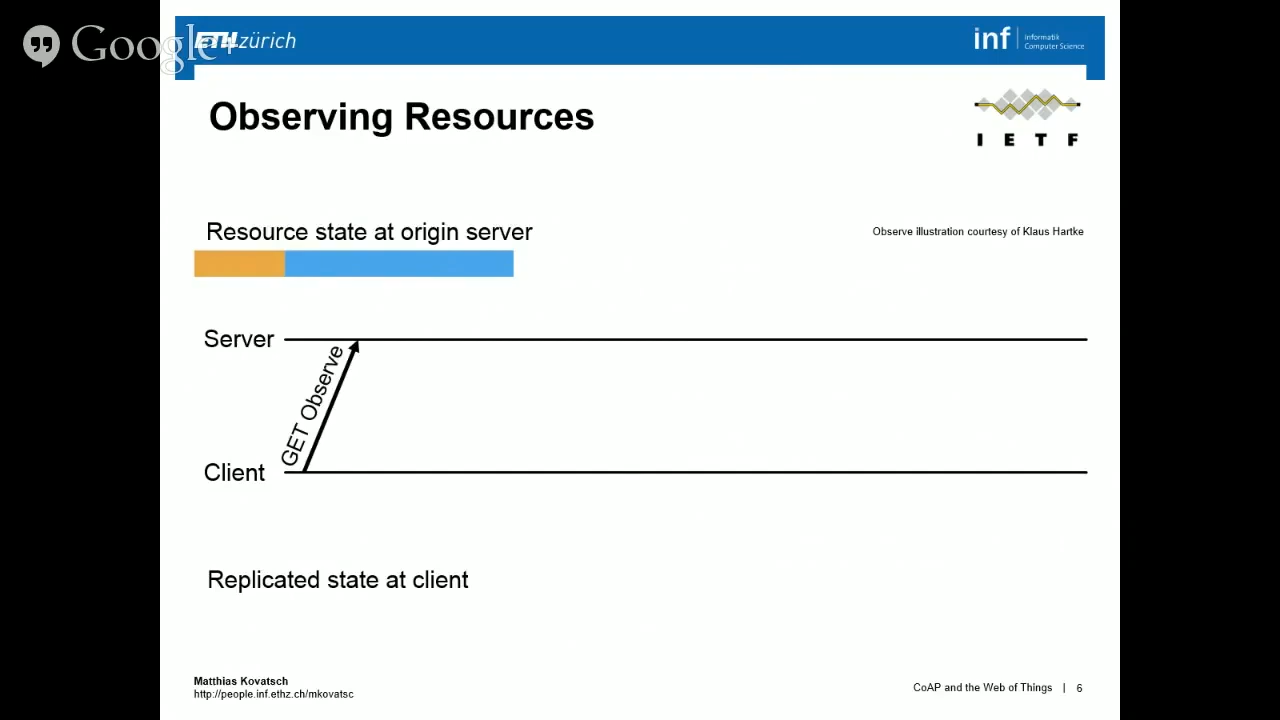 Google+
ETH zürich
inf
Informatik
Computer Science
Observing Resources
I E T F
Resource state at origin server
Observe illustration courtesy of Klaus Hartke
Server
GET Observe
Client
Replicated state at client
Matthias Kovatsch
http://people.inf.ethz.ch/mkovatsc
CoAP and the Web of Things | 6